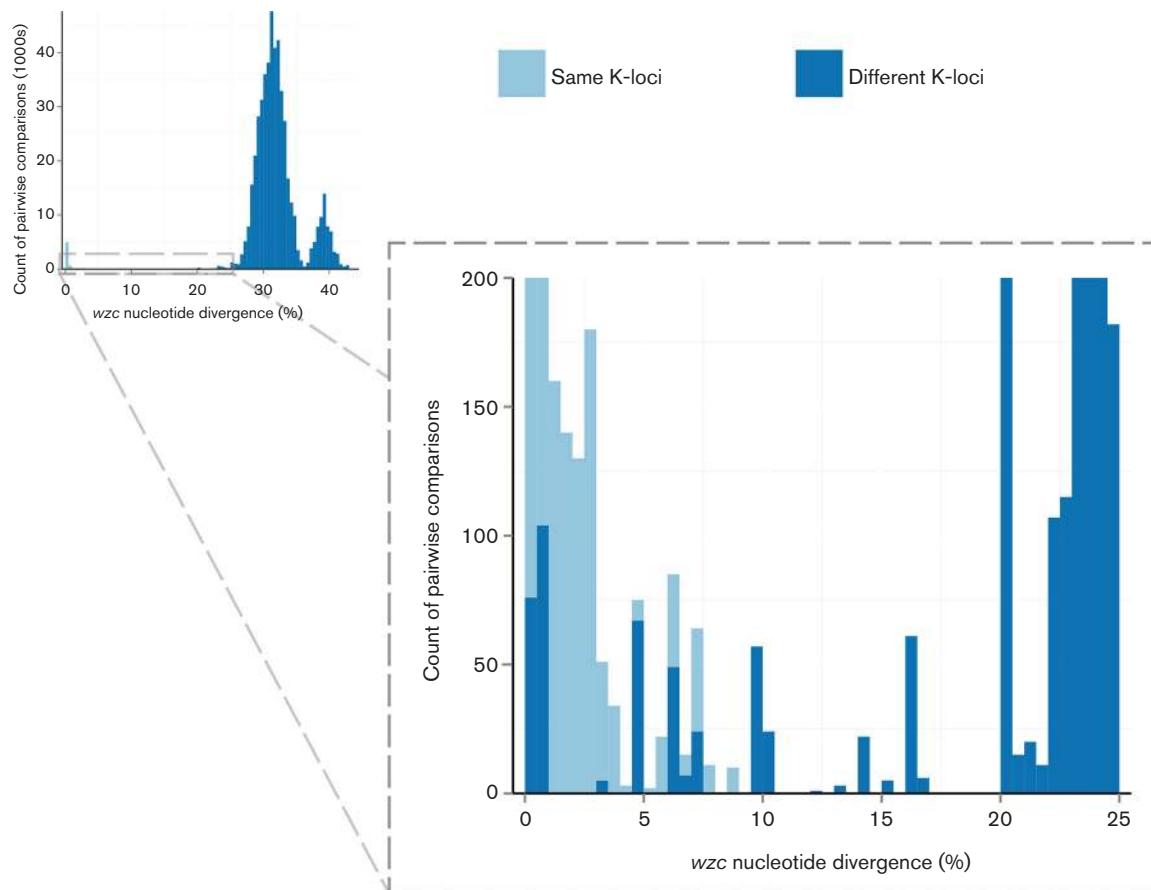 Count of pairwise comparisons (1000s)
40
30
20
10
0
0 10 20 30 40
wzc nucleotide divergence (%)
Same K-loci
Different K-loci
Count of pairwise comparisons
200
150
100
50
0
0 5 10 15 20 25
wzc nucleotide divergence (%)